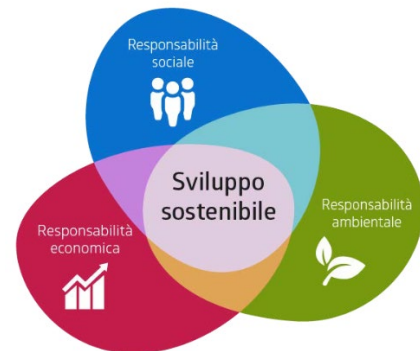 Responsabilità
sociale
Sviluppo
sostenibile
Responsabilità
ambientale
Responsabilità
economica